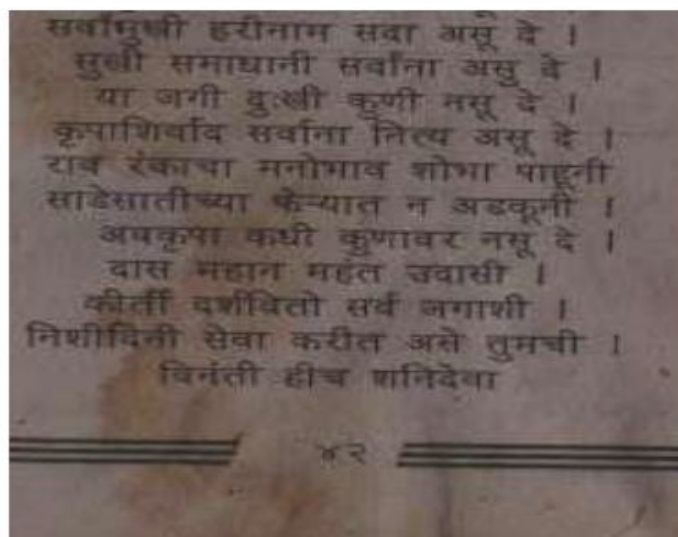 सर्वांमुखी हरीनाम सदा असू दे ।
सुखी समाधानी सर्वांना असु दे ।
या जगी दुःखी कुणी नसू दे ।
कृपाशिर्वाद सर्वाना नित्य असू दे ।
राव रंकाचा मनोभाव शोभा पाहूनी
साडेसातीच्या फेऱ्यात न अडकूनी ।
अवकृपा कधी कुणावर नसू दे ।
दास महान महंत उदासी ।
कीर्ती दर्शवितो सर्व जगाशी ।
निशीदिनी सेवा करीत असे तुमची ।
विनंती हीच शनिदेवा
४२